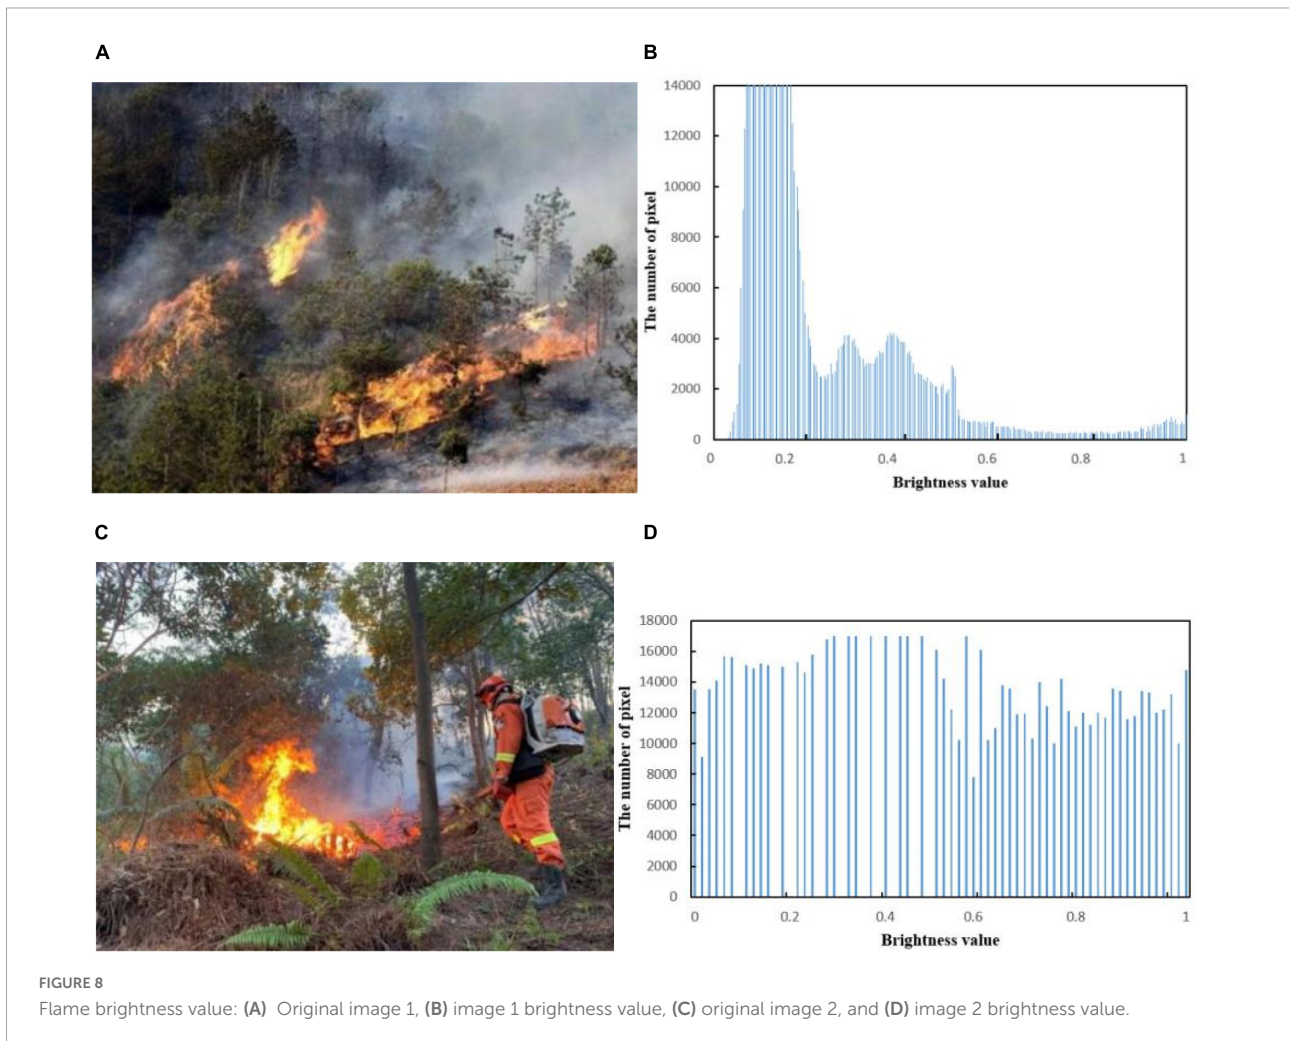 A
B
14000
12000
10000
8000
6000
4000
2000
0
The number of pixel
0 0.2 0.4 0.6 0.8 1
Brightness value
C
D
18000
16000
14000
12000
10000
8000
6000
4000
2000
0
The number of pixel
0 0.2 0.4 0.6 0.8 1
Brightness value
FIGURE 8
Flame brightness value: (A) Original image 1, (B) image 1 brightness value, (C) original image 2, and (D) image 2 brightness value.